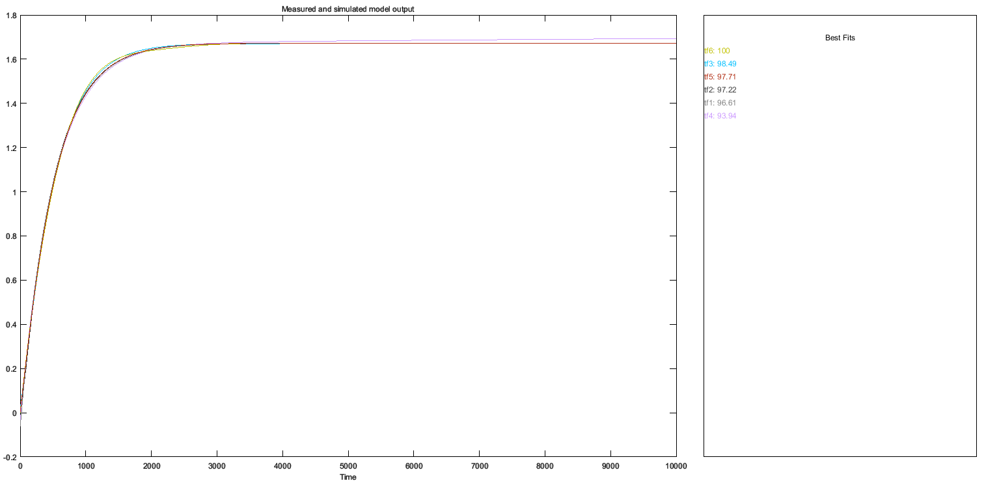 Measured and simulated model output
1.8
1.6
1.4
1.2
1
0.8
0.6
0.4
0.2
0
-0.2
0 1000 2000 3000 4000 5000 6000 7000 8000 9000 10000
Time
Best Fits
tf6: 100
tf3: 98.49
tf5: 97.71
tf2: 97.22
tf1: 96.61
tf4: 93.94